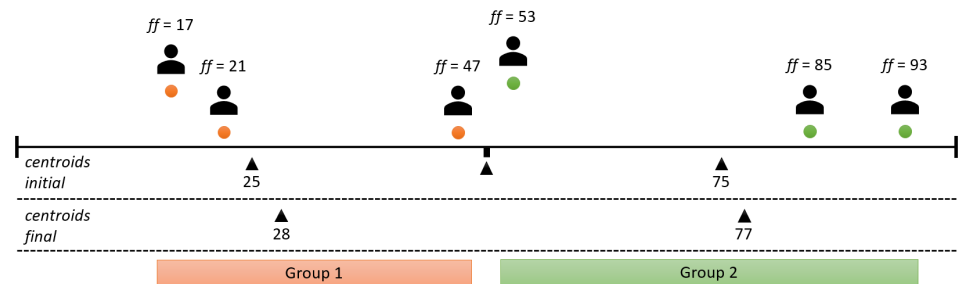 ff = 53
ff = 17
ff = 21
ff = 47
ff = 85
ff = 93
centroids
initial
25
75
centroids
final
28
77
Group 1
Group 2